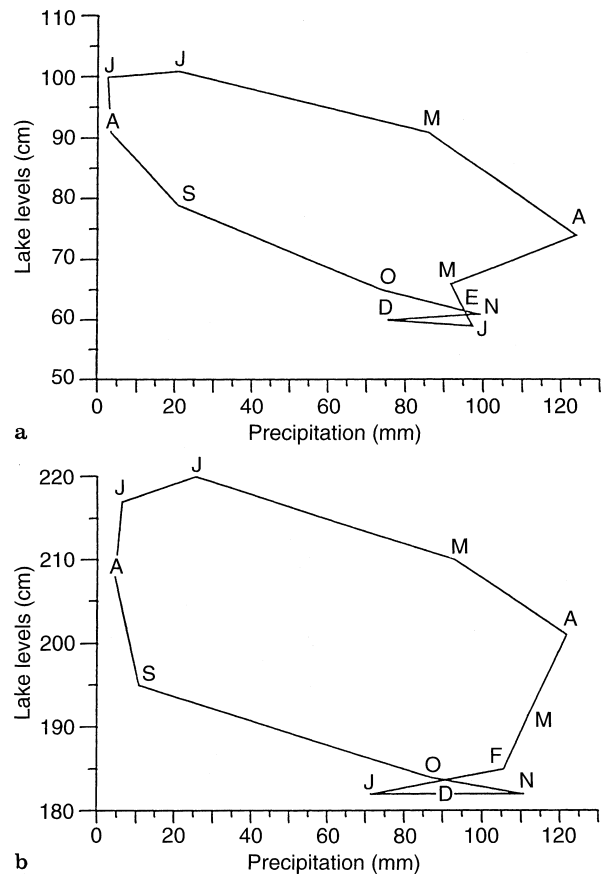 110
100
90
80
70
60
50
Lake levels (cm)
J
J
M
A
A
S
M
O
E
D
N
J
0 20 40 60 80 100 120
a
Precipitation (mm)
220
210
200
190
180
Lake levels (cm)
J
J
M
A
A
S
M
F
O
J
D
N
0 20 40 60 80 100 120
b
Precipitation (mm)